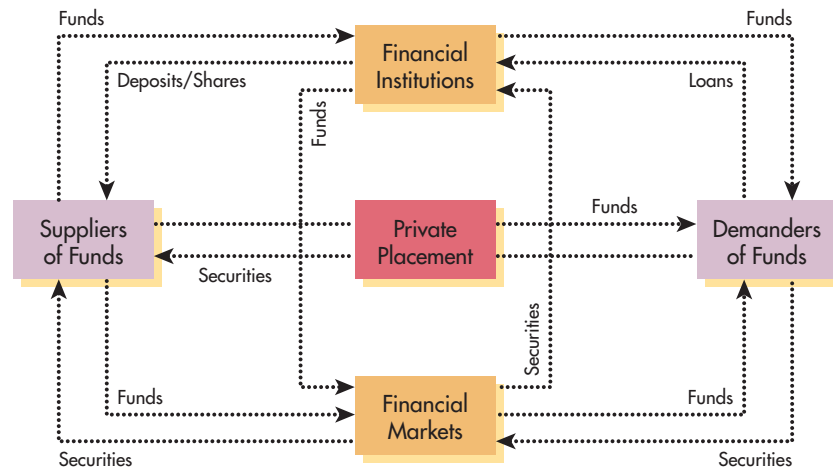 Funds
Funds
Financial
Institutions
Deposits/Shares
Loans
Funds
Suppliers
of Funds
Private
Placement
Funds
Demanders
of Funds
Securities
Securities
Funds
Financial
Markets
Funds
Securities
Securities